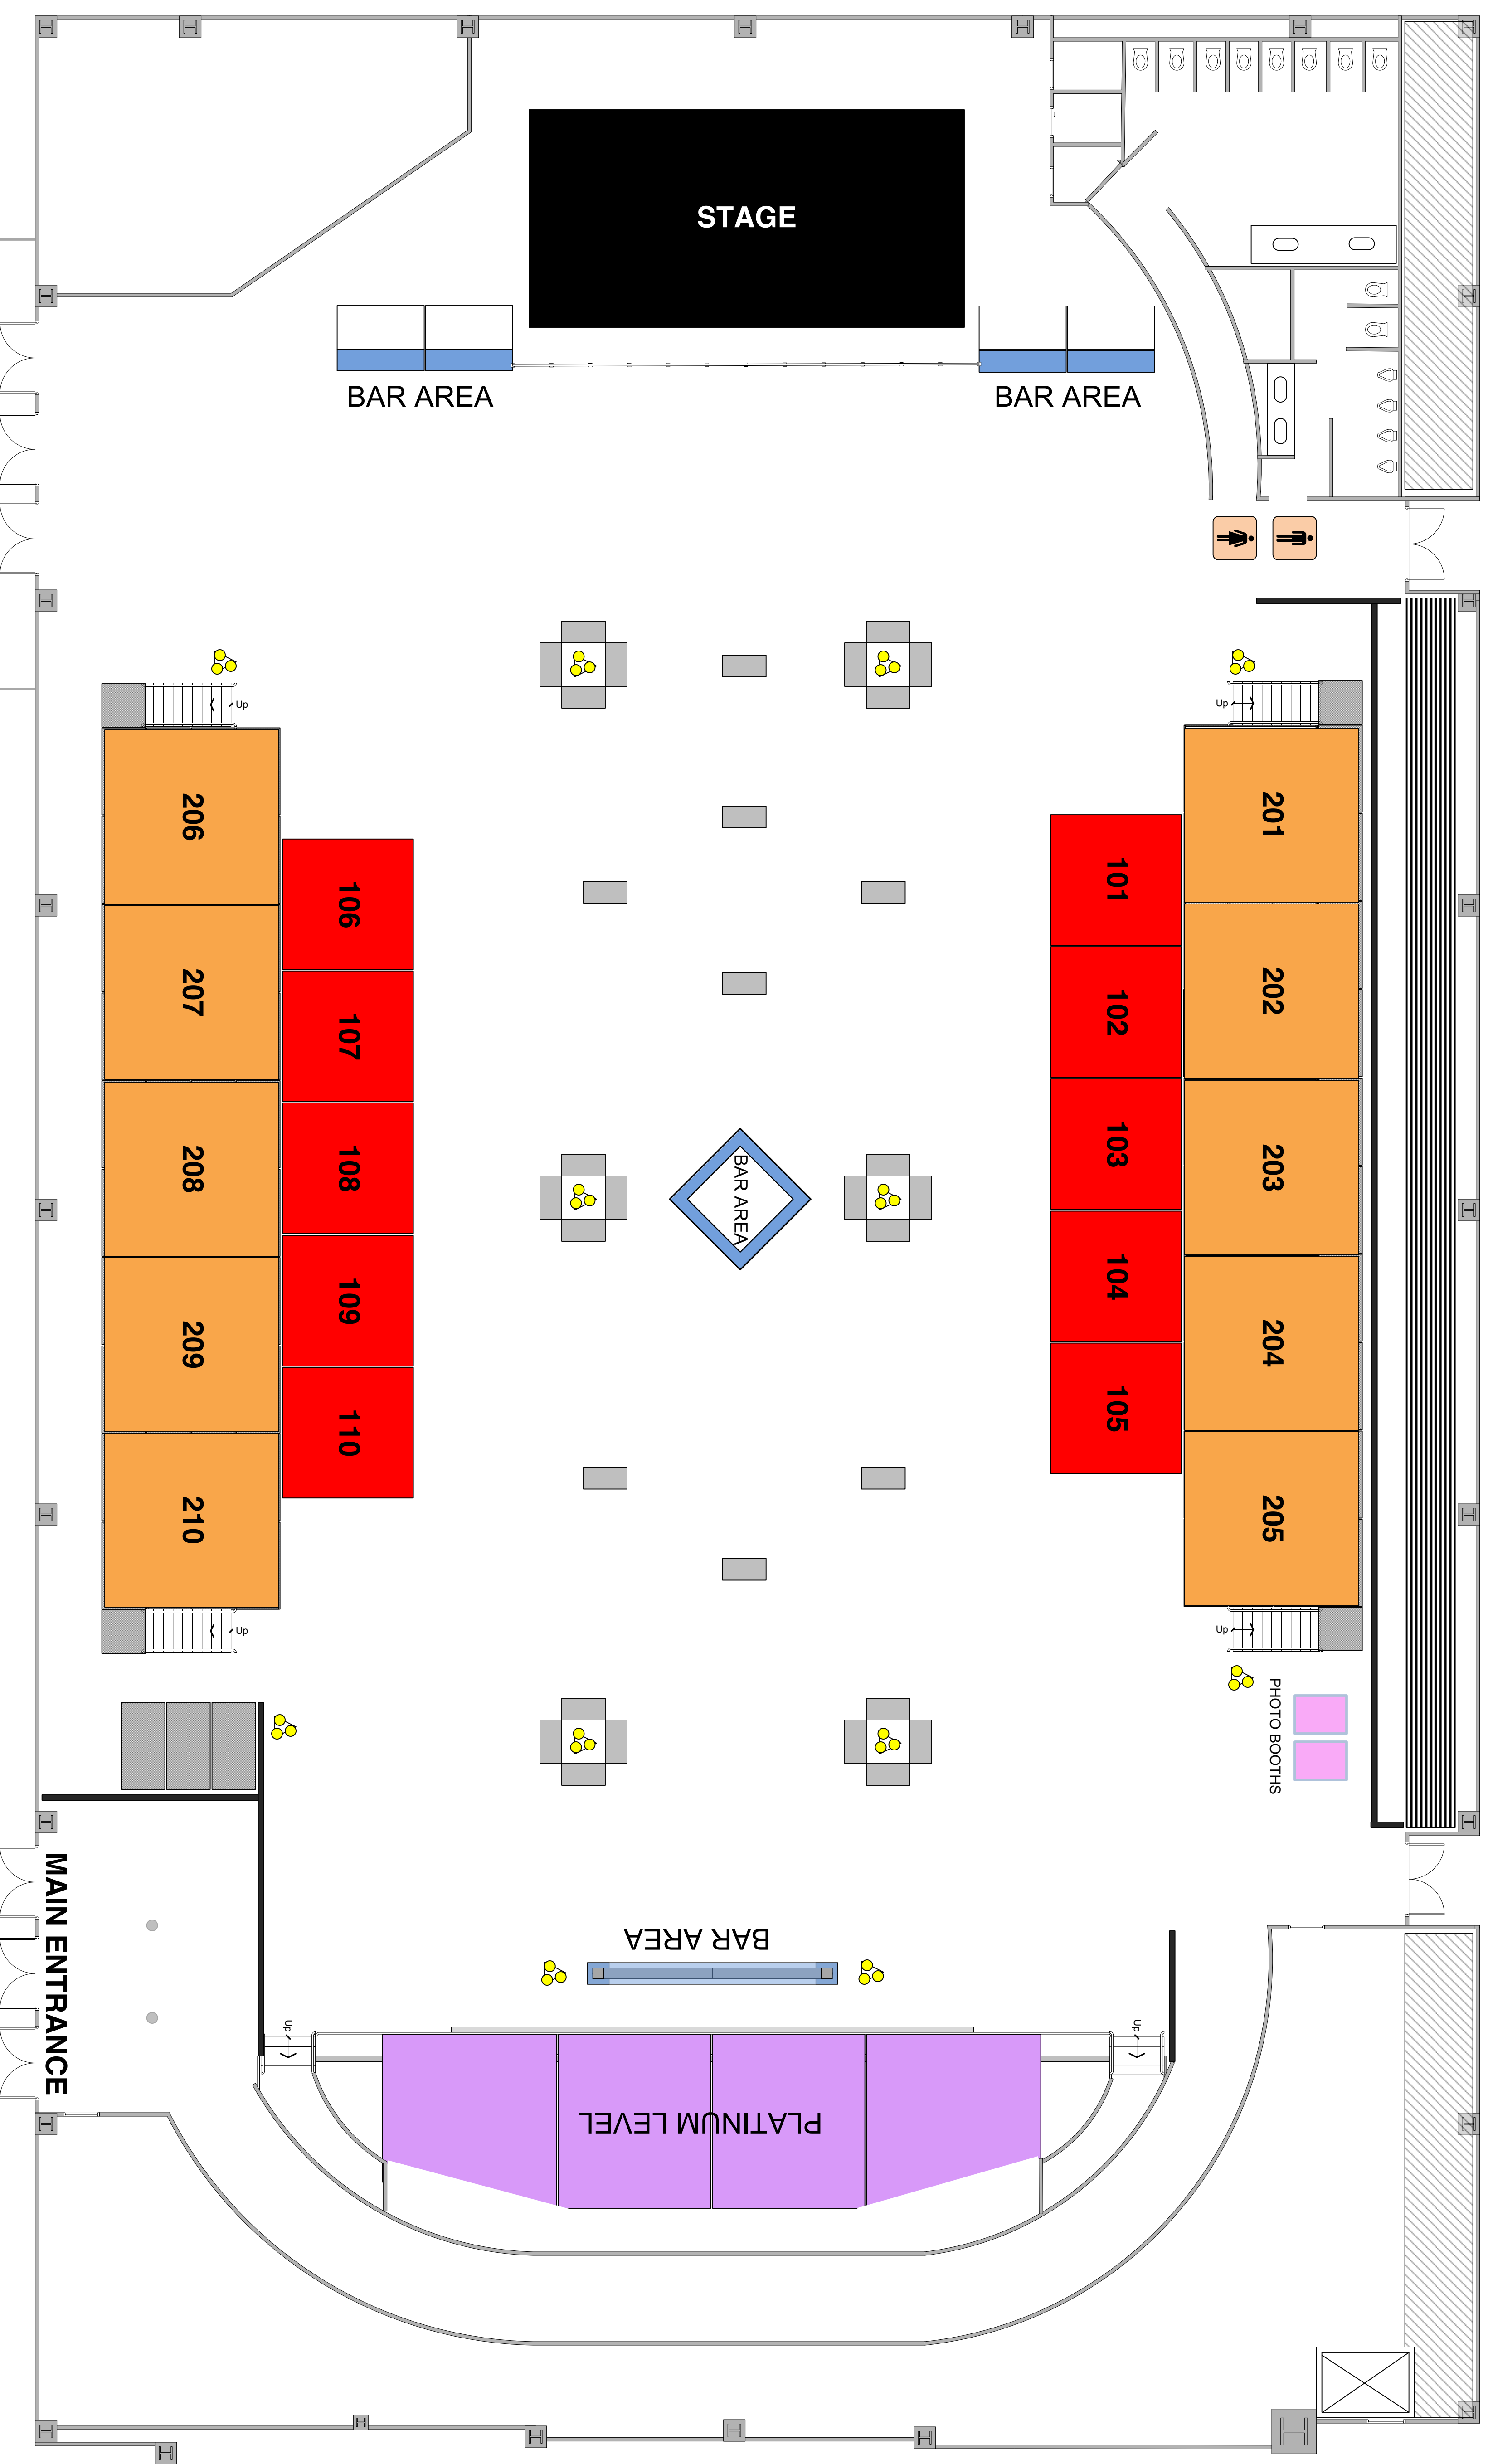 STAGE
BAR AREA
BAR AREA
Up
Up
206
201
106
101
207
202
107
102
BAR AREA
208
103
203
108
109
104
209
204
110
105
210
205
Up
Up
PHOTO BOOTHS
MAIN ENTRANCE
BAR AREA
Up
Up
PLATINUM LEVEL